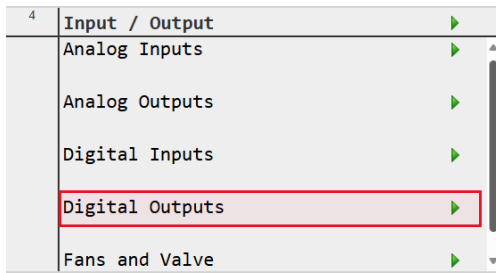 4
Input / Output
Analog Inputs
Analog Outputs
Digital Inputs
Digital Outputs
Fans and Valve